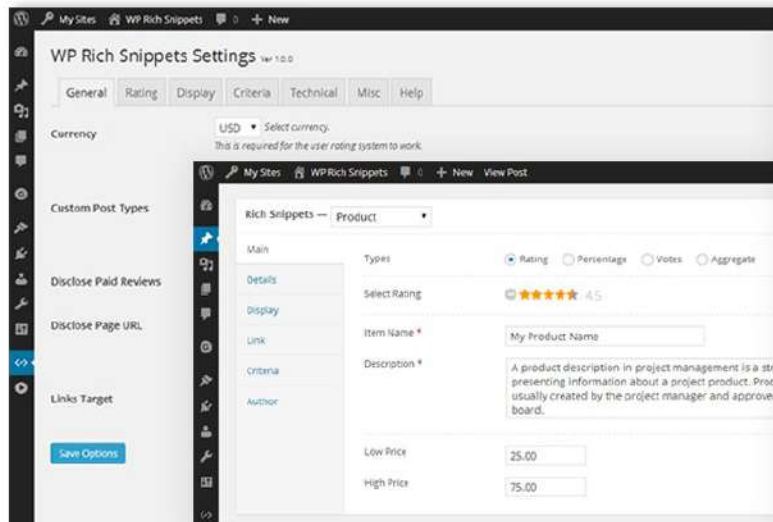 My Sites WP Rich Snippets 0 + New
WP Rich Snippets Settings Ver 1.0.0
General Rating Display Criteria Technical Misc Help
Currency
USD Select currency.
This is required for the user rating system to work.
Custom Post Types
Disclose Paid Reviews
Disclose Page URL
Links Target
Save Options
My Sites WP Rich Snippets 0 + New View Post
Rich Snippets — Product
Main
Details
Display
Link
Criteria
Author
Types Rating Percentage Votes Aggregate
Select Rating 4.5
Item Name * My Product Name
Description * A product description in project management is a
presenting information about a project product.
usually created by the project manager and
board.
Low Price 25.00
High Price 75.00